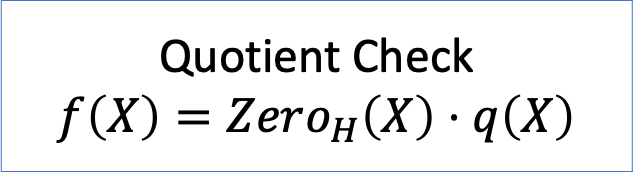 Quotient Check
𝑓(𝑋) = 𝑍𝑒𝑟𝑜_H(𝑋) · 𝑞(𝑋)